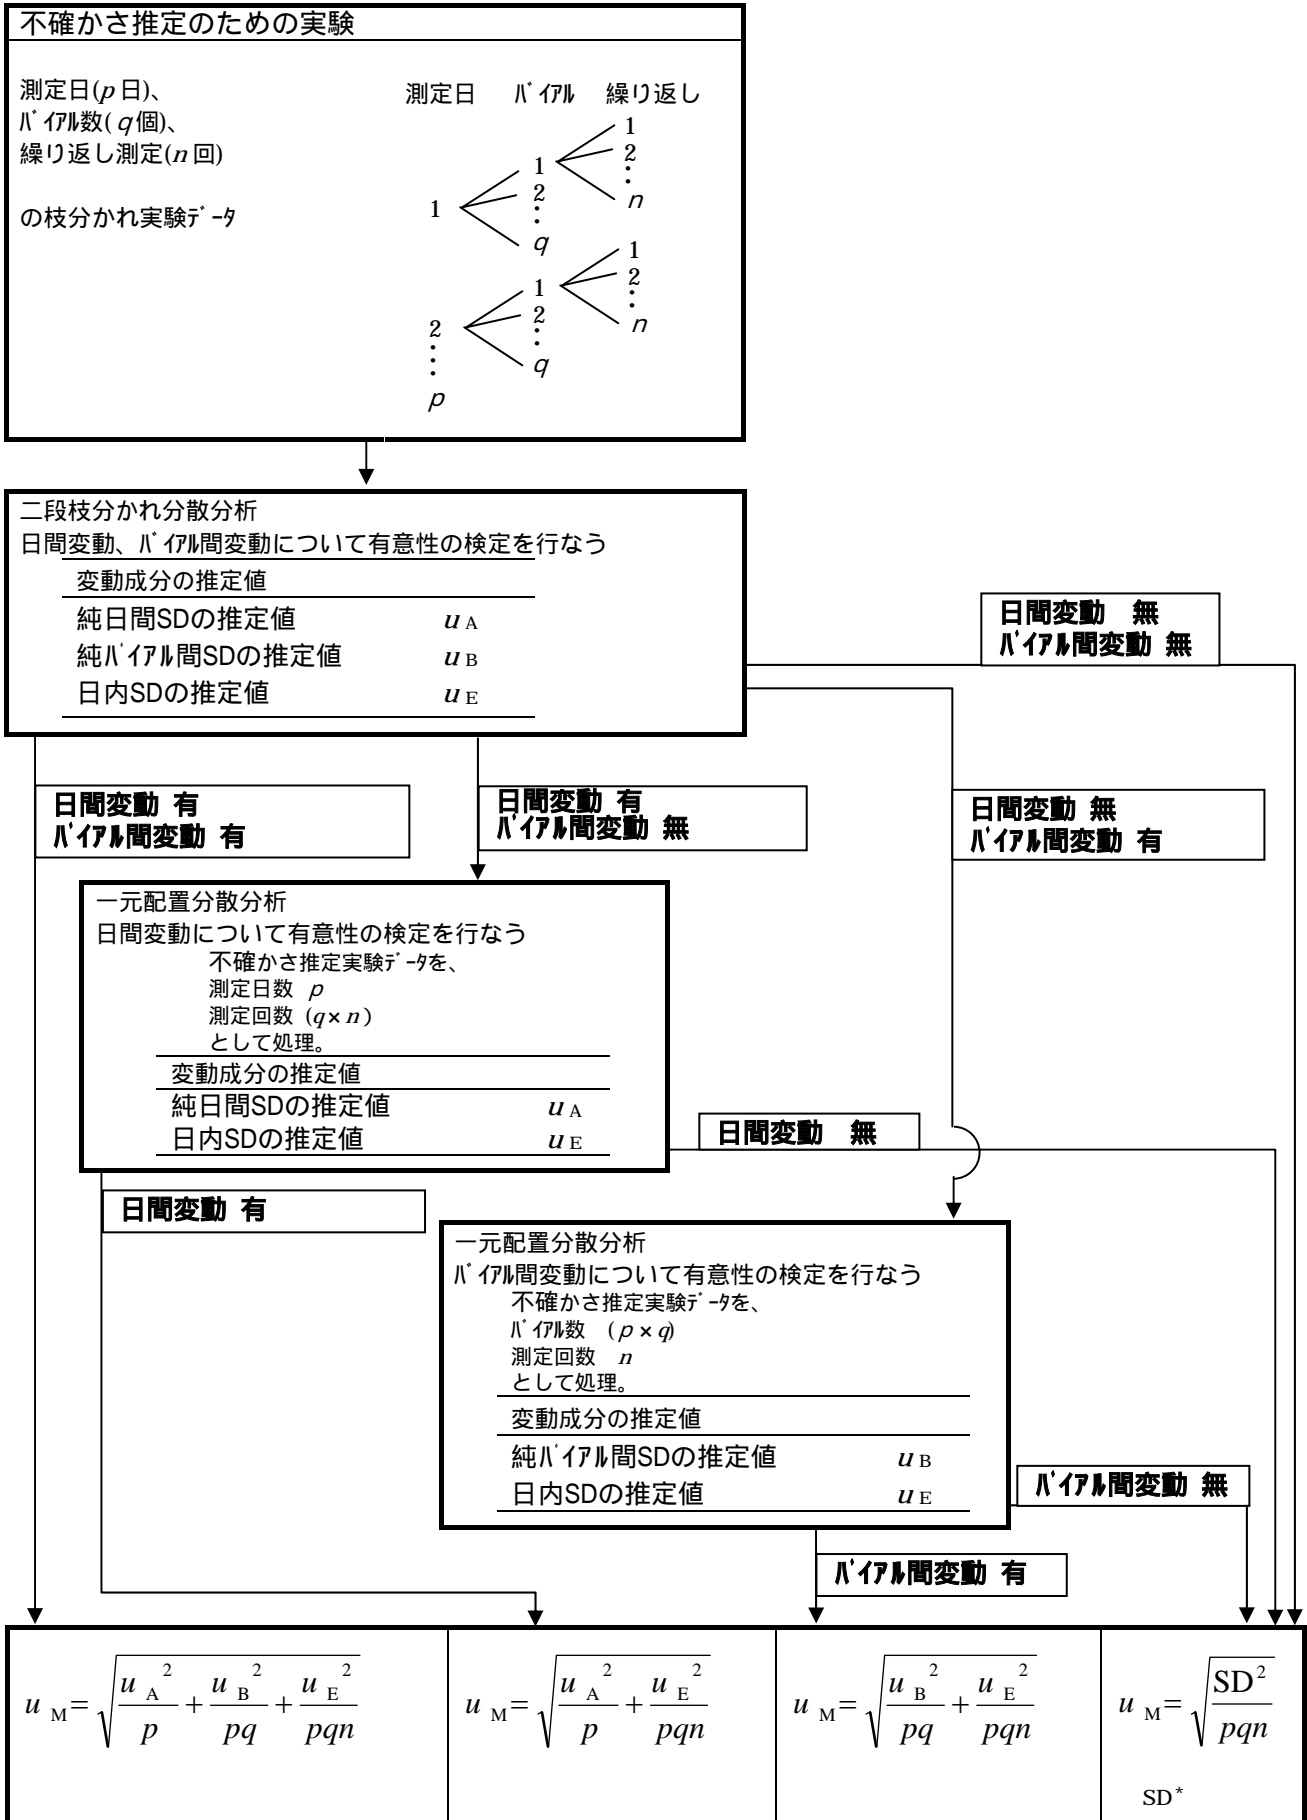 不確かさ推定のための実験
測定日(p日)、
ﾊﾞｲｱﾙ数(q個)、
繰り返し測定(n回)
の枝分かれ実験ﾃﾞｰﾀ
測定日 ﾊﾞｲｱﾙ 繰り返し
1
2
⋮
n
1
2
⋮
q
1
1
2
⋮
n
1
2
⋮
q
2
⋮
p
二段枝分かれ分散分析
日間変動、ﾊﾞｲｱﾙ間変動について有意性の検定を行なう
変動成分の推定値
純日間SDの推定値 u A
純ﾊﾞｲｱﾙ間SDの推定値 u B
日内SDの推定値 u E
日間変動 無
ﾊﾞｲｱﾙ間変動 無
日間変動 有
ﾊﾞｲｱﾙ間変動 有
日間変動 有
ﾊﾞｲｱﾙ間変動 無
日間変動 無
ﾊﾞｲｱﾙ間変動 有
一元配置分散分析
日間変動について有意性の検定を行なう
不確かさ推定実験ﾃﾞｰﾀを、
測定日数 p
測定回数 (q×n)
として処理。
変動成分の推定値
純日間SDの推定値 u A
日内SDの推定値 u E
日間変動 無
日間変動 有
一元配置分散分析
ﾊﾞｲｱﾙ間変動について有意性の検定を行なう
不確かさ推定実験ﾃﾞｰﾀを、
ﾊﾞｲｱﾙ数 (p×q)
測定回数 n
として処理。
変動成分の推定値
純ﾊﾞｲｱﾙ間SDの推定値 u B
日内SDの推定値 u E
ﾊﾞｲｱﾙ間変動 無
ﾊﾞｲｱﾙ間変動 有
u M=√(u A²/p + u B²/pq + u E²/pqn)
u M=√(u A²/p + u E²/pqn)
u M=√(u B²/pq + u E²/pqn)
u M=√(SD²/pqn)
SD*